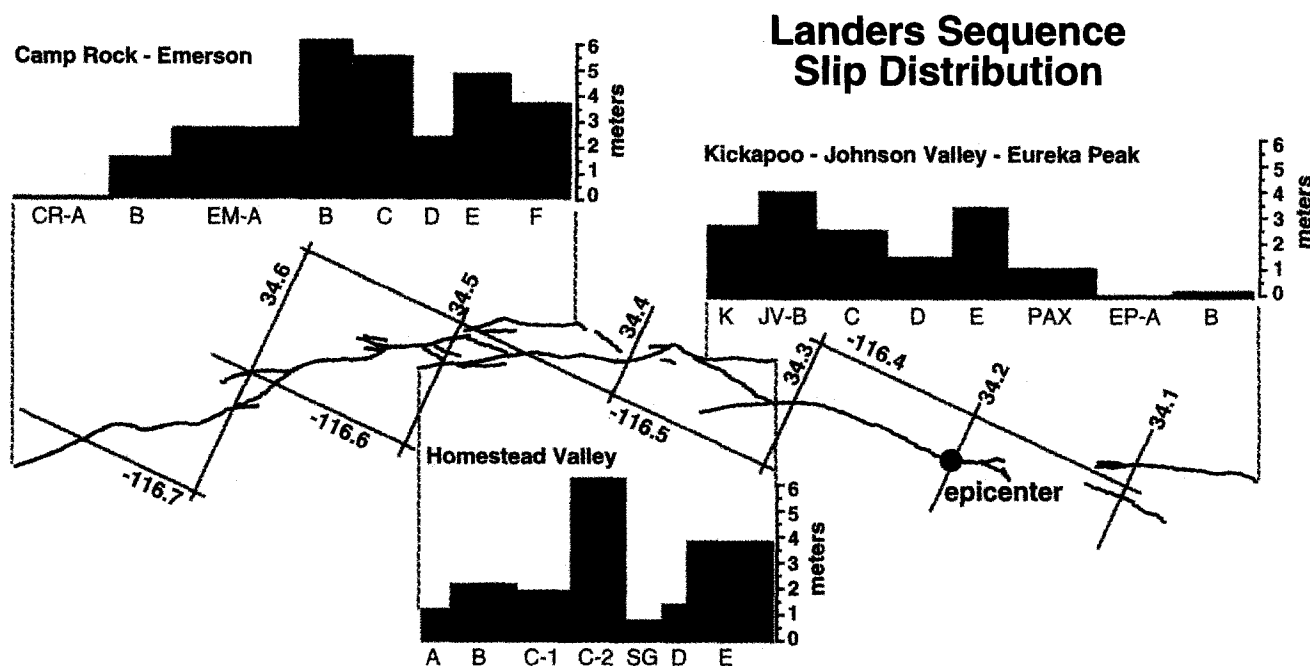 Landers Sequence
Slip Distribution
Camp Rock - Emerson
6
5
4
3
2
1
0
meters
CR-A B EM-A B C D E F
Kickapoo - Johnson Valley - Eureka Peak
6
5
4
3
2
1
0
meters
K JV-B C D E PAX EP-A B
34.6
34.5
34.4
34.3
-116.4
34.2
34.1
-116.7
-116.6
-116.5
epicenter
Homestead Valley
6
5
4
3
2
1
0
meters
A B C-1 C-2 SG D E